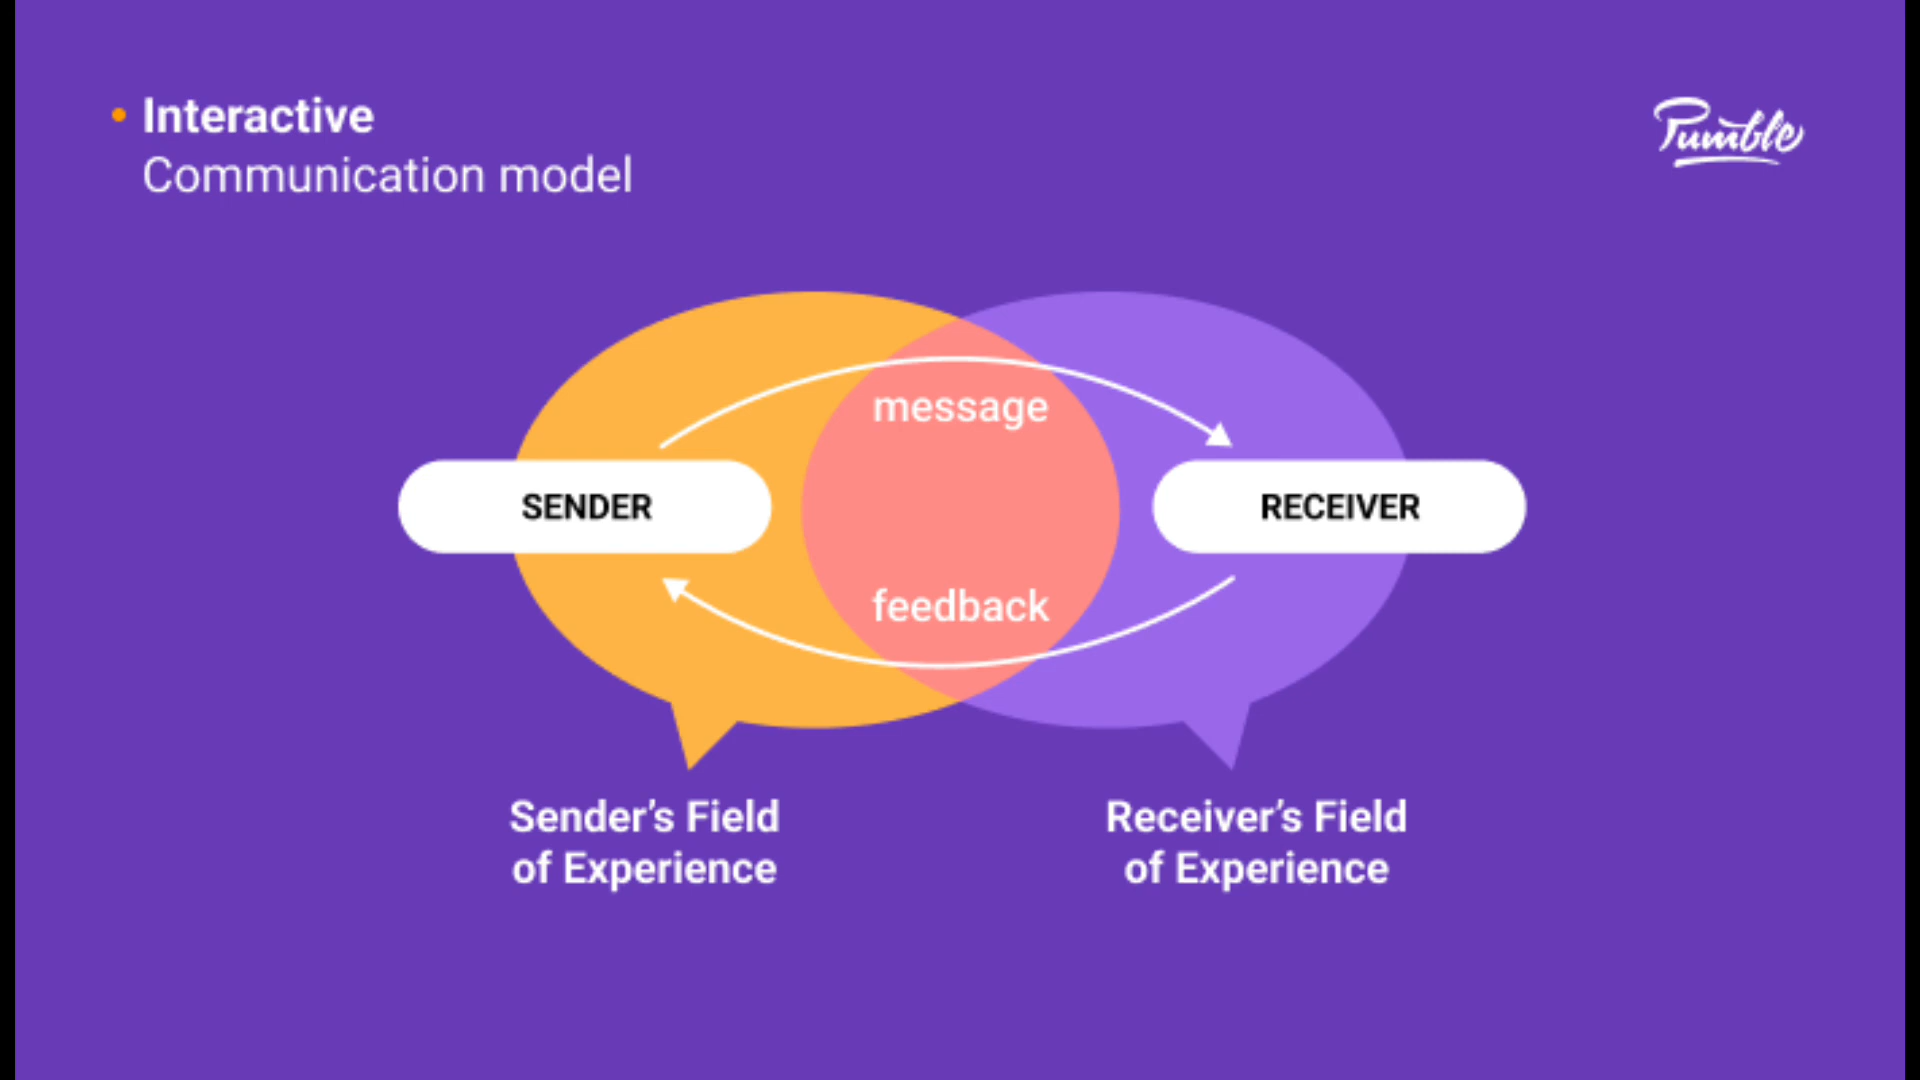 Interactive
Communication model
Pumble
message
SENDER
RECEIVER
feedback
Sender’s Field
of Experience
Receiver’s Field
of Experience